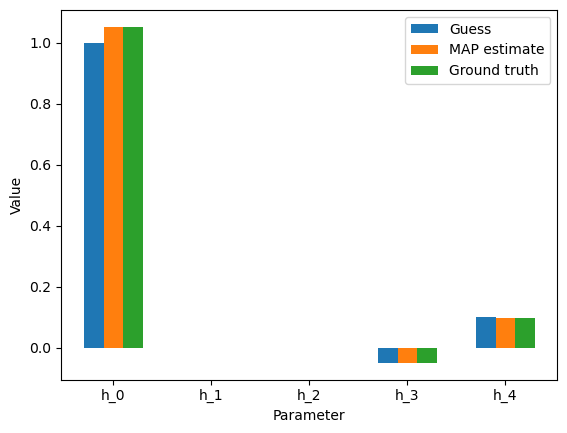 Guess
MAP estimate
Ground truth
1.0
0.8
0.6
0.4
0.2
0.0
Value
h_0 h_1 h_2 h_3 h_4
Parameter